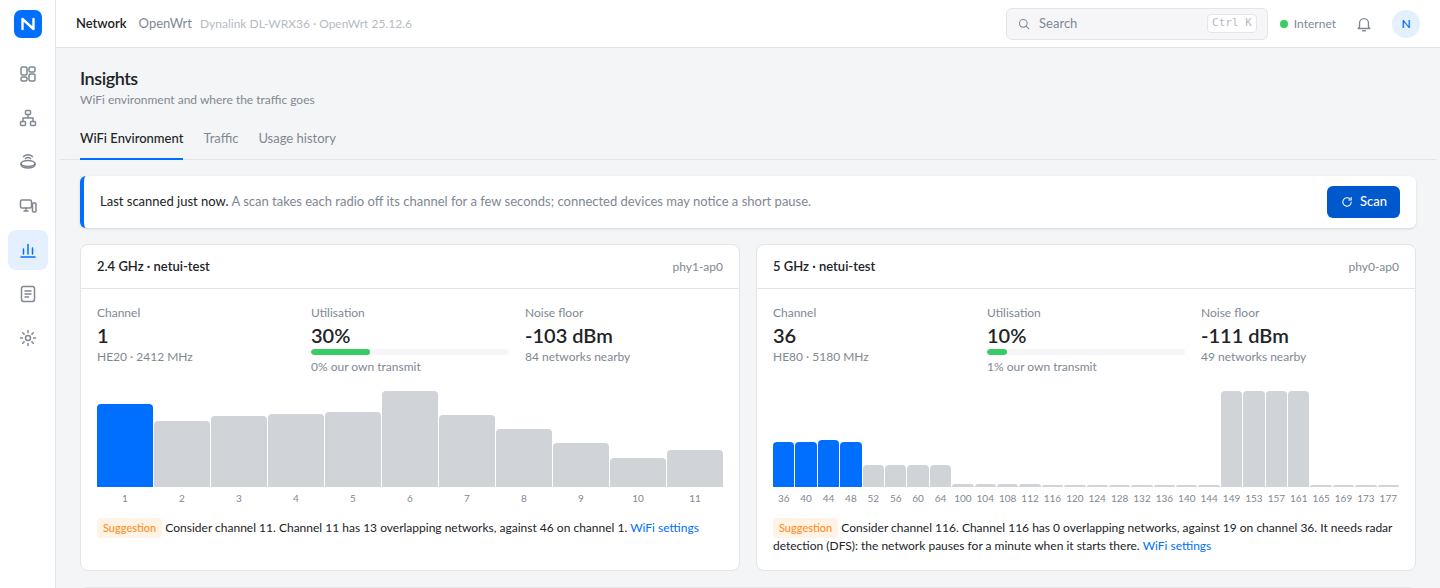 N
Network OpenWrt Dynalink DL-WRX36 · OpenWrt 25.12.6
Search Ctrl K
Internet
N
Insights
WiFi environment and where the traffic goes
WiFi Environment Traffic Usage history
Last scanned just now. A scan takes each radio off its channel for a few seconds; connected devices may notice a short pause.
Scan
2.4 GHz · netui-test phy1-ap0
Channel Utilisation Noise floor
1 30% -103 dBm
HE20 · 2412 MHz 84 networks nearby
0% our own transmit
1 2 3 4 5 6 7 8 9 10 11
Suggestion Consider channel 11. Channel 11 has 13 overlapping networks, against 46 on channel 1. WiFi settings
5 GHz · netui-test phy0-ap0
Channel Utilisation Noise floor
36 10% -111 dBm
HE80 · 5180 MHz 49 networks nearby
1% our own transmit
36 40 44 48 52 56 60 64 100 104 108 112 116 120 124 128 132 136 140 144 149 153 157 161 165 169 173 177
Suggestion Consider channel 116. Channel 116 has 0 overlapping networks, against 19 on channel 36. It needs radar
detection (DFS): the network pauses for a minute when it starts there. WiFi settings